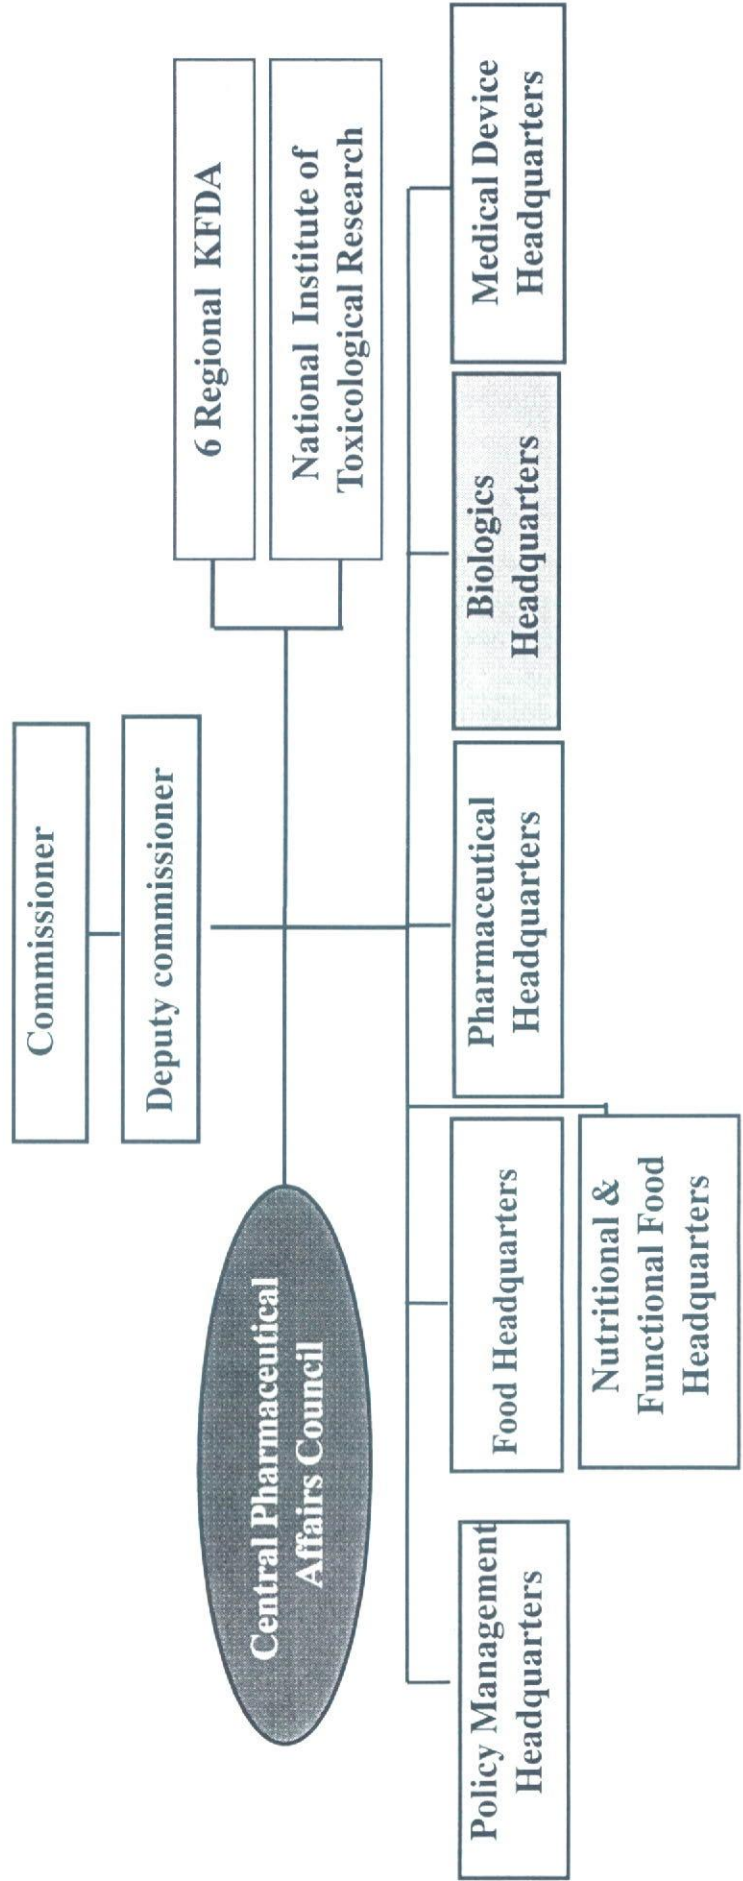 Commissioner
Deputy commissioner
Central Pharmaceutical
Affairs Council
6 Regional KFDA
National Institute of
Toxicological Research
Policy Management
Headquarters
Food Headquarters
Nutritional &
Functional Food
Headquarters
Pharmaceutical
Headquarters
Biologics
Headquarters
Medical Device
Headquarters